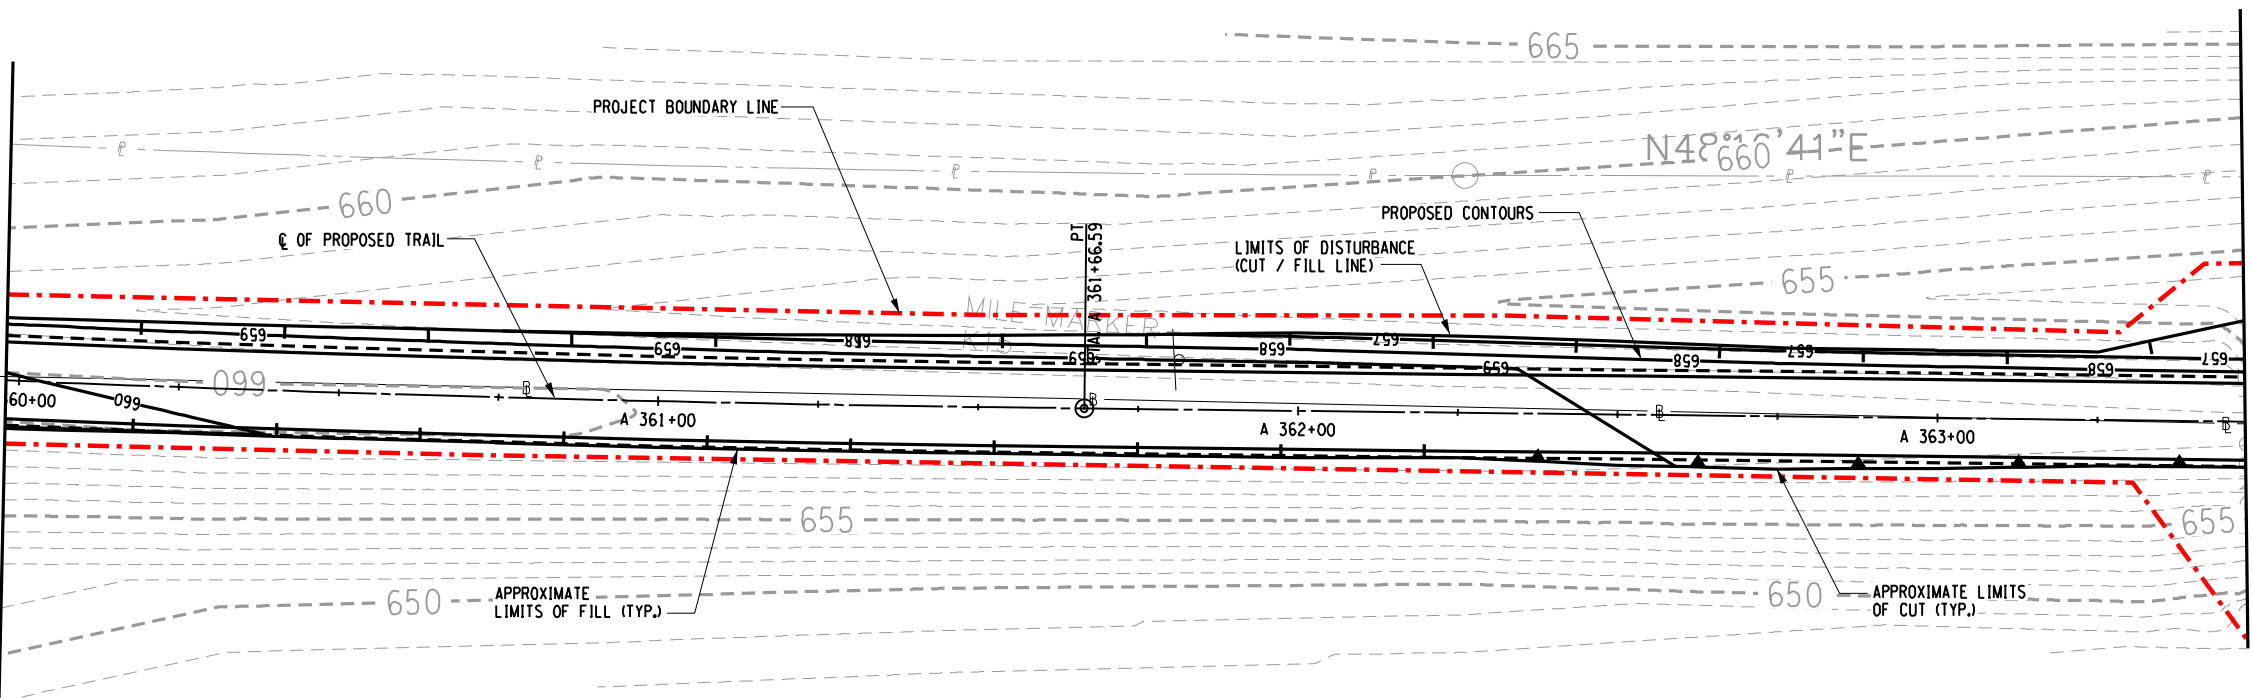 665
PROJECT BOUNDARY LINE
N48° '41"E
660
660
℄ OF PROPOSED TRAIL
PROPOSED CONTOURS
LIMITS OF DISTURBANCE
(CUT / FILL LINE)
PT
STA. A 361+66.59
655
MILE MARKER
659
659
658
659
658
657
659
658
657
658
657
660
660
60+00
A 361+00
A 362+00
A 363+00
655
655
650
APPROXIMATE
LIMITS OF FILL (TYP.)
650
APPROXIMATE LIMITS
OF CUT (TYP.)